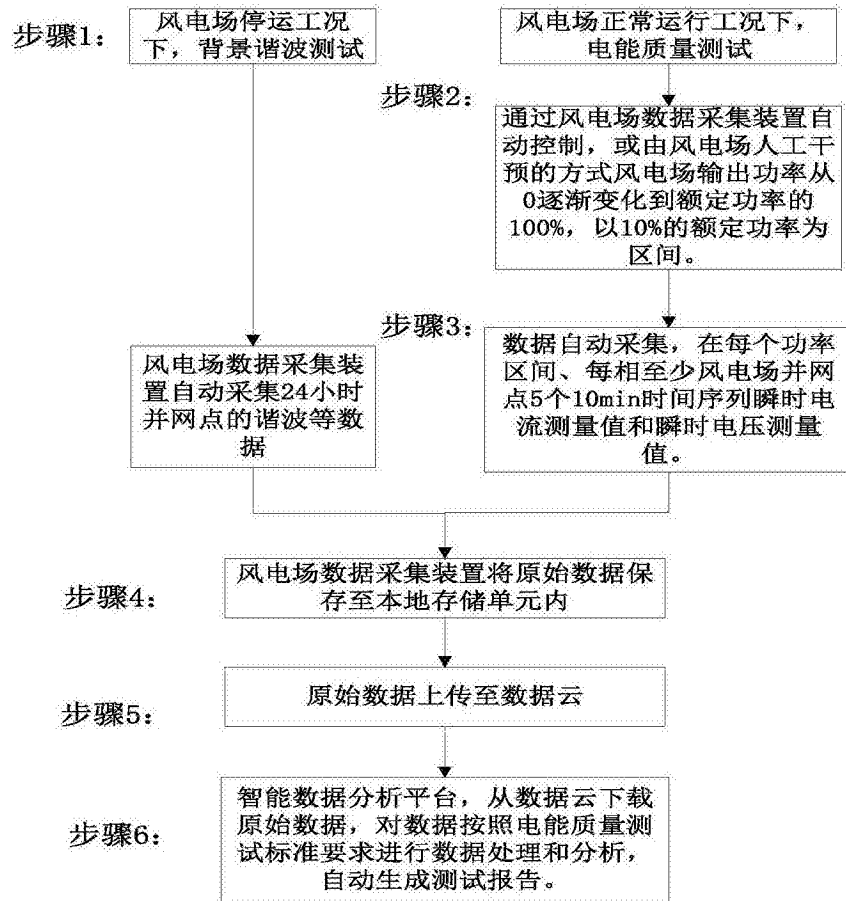 步骤1:
风电场停运工况
下，背景谐波测试
风电场正常运行工况下，
电能质量测试
步骤2:
通过风电场数据采集装置自
动控制，或由风电场人工干
预的方式风电场输出功率从
0逐渐变化到额定功率的
100%，以10%的额定功率为
区间。
步骤3:
风电场数据采集装
置自动采集24小时
并网点的谐波等数
据
数据自动采集，在每个功率
区间、每相至少风电场并网
点5个10min时间序列瞬时电
流测量值和瞬时电压测量
值。
步骤4:
风电场数据采集装置将原始数据保
存至本地存储单元内
步骤5:
原始数据上传至数据云
步骤6:
智能数据分析平台，从数据云下载
原始数据，对数据按照电能质量测
试标准要求进行数据处理和分析，
自动生成测试报告。